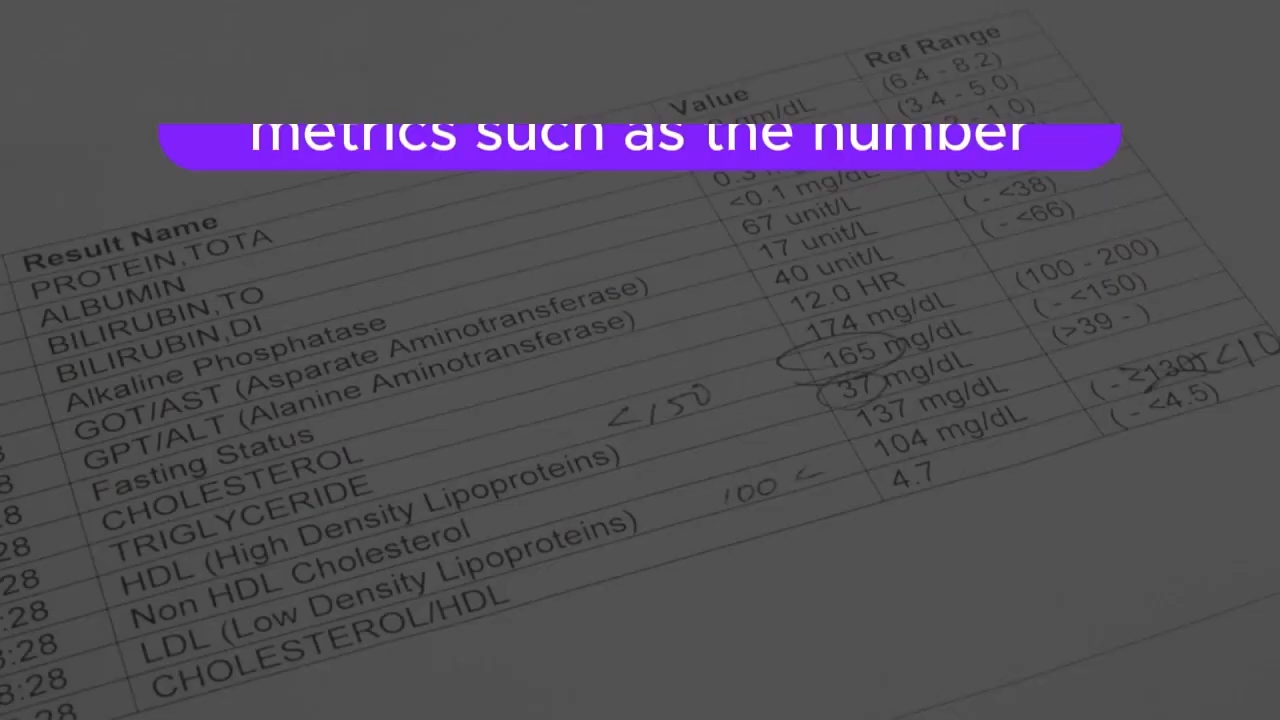 metrics such as the number
Result Name Value Ref Range
PROTEIN,TOTA gm/dL (6.4 - 8.2)
ALBUMIN (3.4 - 5.0)
BILIRUBIN,TO 1.0)
BILIRUBIN,DI <0.1 mg/dL
Alkaline Phosphatase 67 unit/L
GOT/AST (Asparate Aminotransferase) 17 unit/L ( - <38)
GPT/ALT (Alanine Aminotransferase) 40 unit/L ( - <66)
Fasting Status 12.0 HR
CHOLESTEROL 174 mg/dL (100 - 200)
TRIGLYCERIDE <150 165 mg/dL ( - <150)
HDL (High Density Lipoproteins) 37 mg/dL (>39 - )
Non HDL Cholesterol 137 mg/dL
LDL (Low Density Lipoproteins) 100 < 104 mg/dL
CHOLESTEROL/HDL 4.7 ( - <4.5)